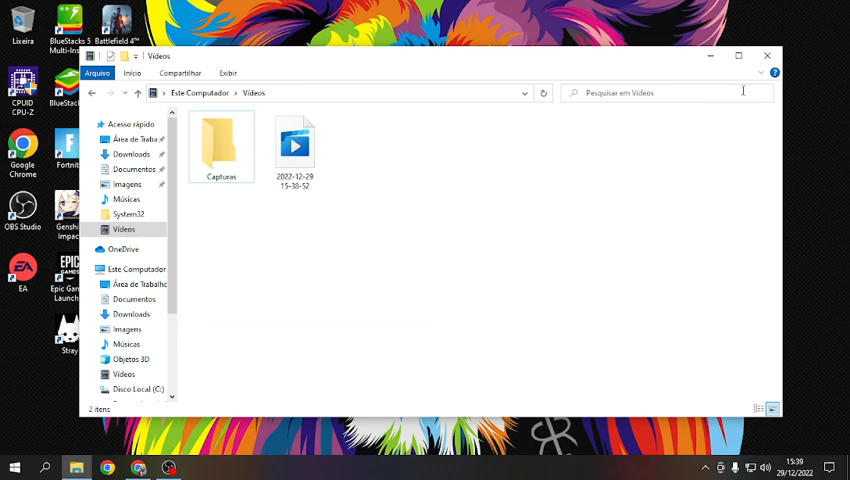 Lixeira
BlueStacks 5
Multi-Inst...
Battlefield 4™
CPUID
CPU-Z
BlueStac
Google
Chrome
Fortnit
OBS Studio
Genshi
Impac
EA
Epic Gam
Launch
Stray
Vídeos
Arquivo
Início
Compartilhar
Exibir
Este Computador
Vídeos
Pesquisar em Vídeos
Acesso rápido
Área de Traba
Downloads
Documentos
Imagens
Músicas
System32
Vídeos
OneDrive
Este Computador
Área de Trabalho
Documentos
Downloads
Imagens
Músicas
Objetos 3D
Vídeos
Disco Local (C:)
Capturas
2022-12-29
15-38-52
2 itens
15:39
29/12/2022